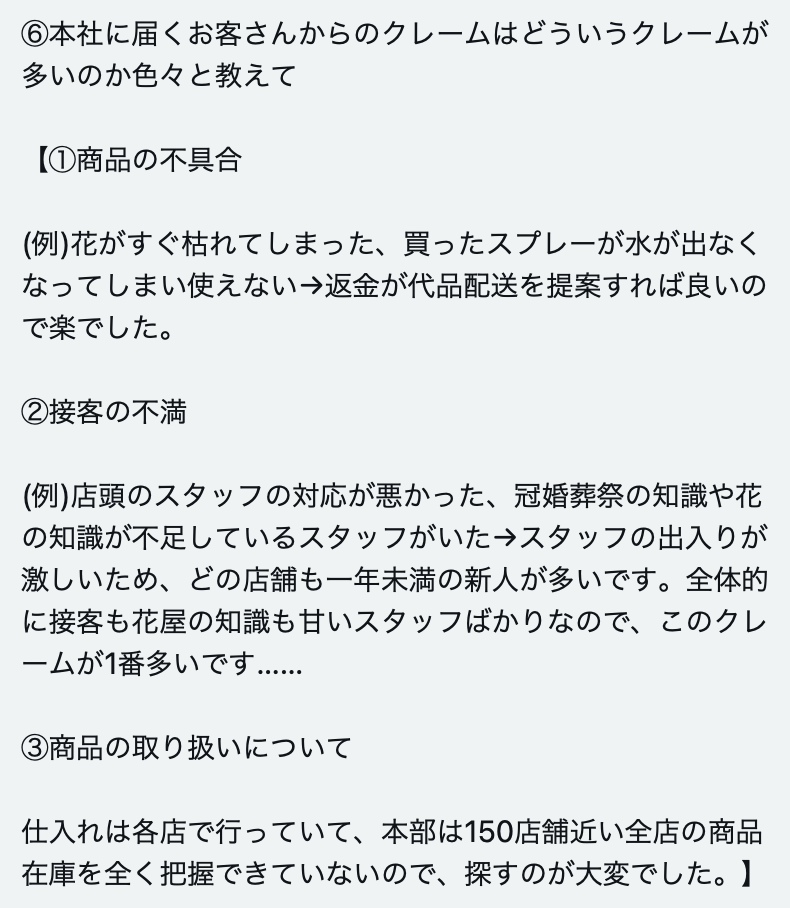 ⑥本社に届くお客さんからのクレームはどういうクレームが
多いのか色々と教えて
【①商品の不具合
(例)花がすぐ枯れてしまった、買ったスプレーが水が出なく
なってしまい使えない→返金が代品配送を提案すれば良いの
で楽でした。
②接客の不満
(例)店頭のスタッフの対応が悪かった、冠婚葬祭の知識や花
の知識が不足しているスタッフがいた→スタッフの出入りが
激しいため、どの店舗も一年未満の新人が多いです。全体的
に接客も花屋の知識も甘いスタッフばかりなので、このクレ
ームが1番多いです……
③商品の取り扱いについて
仕入れは各店で行っていて、本部は150店舗近い全店の商品
在庫を全く把握できていないので、探すのが大変でした。】